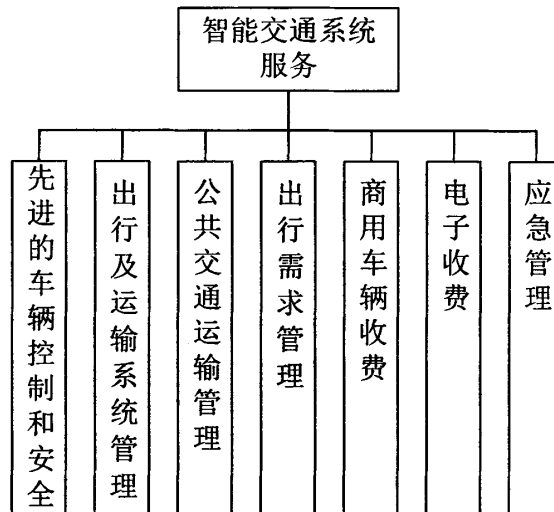 智能交通系统
服务
先进的车辆控制和安全
出行及运输系统管理
公共交通运输管理
出行需求管理
商用车辆收费
电子收费
应急管理